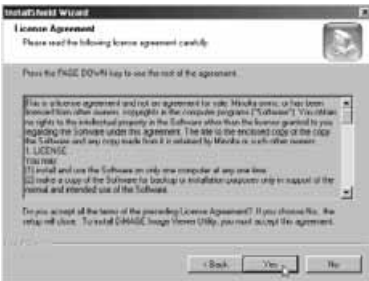 InstallShield Wizard
License Agreement
Please read the following license agreement carefully.
Press the PAGE DOWN key to see the rest of the agreement.
This is a license agreement and not an agreement for sale. Minolta owns, or has been
licensed from other owners, copyrights in the computer programs ("Software"). You obtain
no rights to the intellectual property in the Software other than the license granted to you
regarding the Software under this agreement. The title to the enclosed copy of the copy
the Software and any copy made from it is retained by Minolta or such other owners.
1. LICENSE
You may:
(1) install and use the Software on only one computer at any one time.
(2) make a copy of the Software for backup or installation purposes only in support of the
normal and intended use of the Software.
Do you accept all the terms of the preceding License Agreement? If you choose No, the
setup will close. To install DiMAGE Image Viewer Utility, you must accept this agreement.
< Back
Yes
No